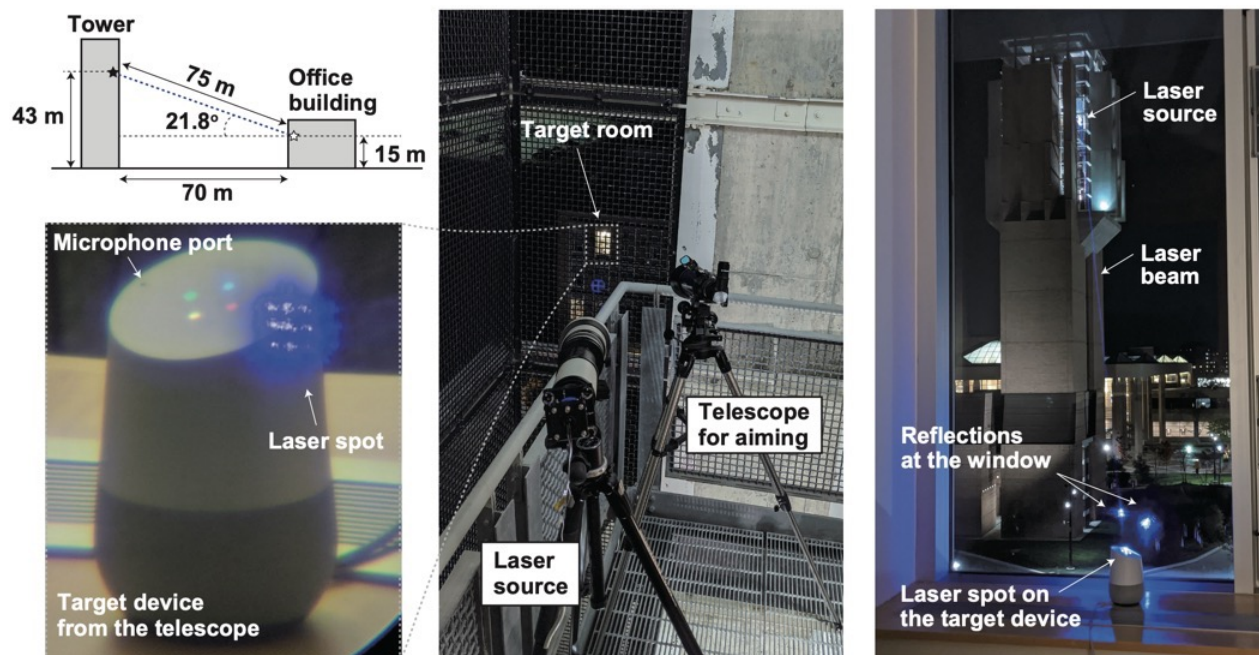 Tower
75 m
Office
building
43 m
21.8°
15 m
70 m
Microphone port
Laser spot
Target device
from the telescope
Target room
Telescope
for aiming
Laser
source
Laser
source
Laser
beam
Reflections
at the window
Laser spot on
the target device